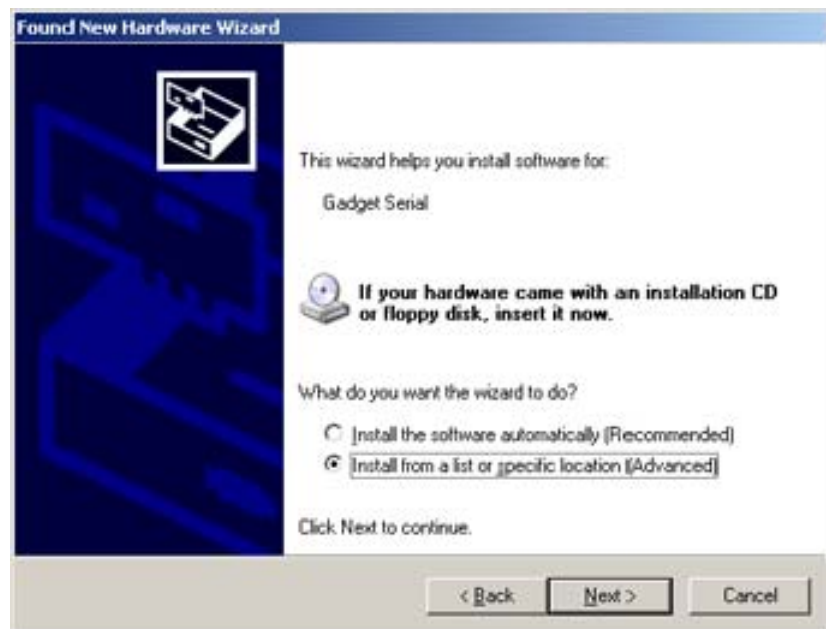 Found New Hardware Wizard
This wizard helps you install software for:
Gadget Serial
If your hardware came with an installation CD
or floppy disk, insert it now.
What do you want the wizard to do?
Install the software automatically (Recommended)
Install from a list or specific location (Advanced)
Click Next to continue.
< Back Next > Cancel